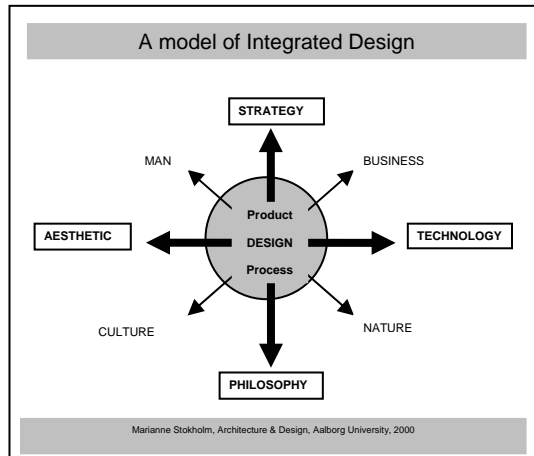 A model of Integrated Design
STRATEGY
MAN
BUSINESS
Product
AESTHETIC
DESIGN
TECHNOLOGY
Process
CULTURE
NATURE
PHILOSOPHY
Marianne Stokholm, Architecture & Design, Aalborg University, 2000